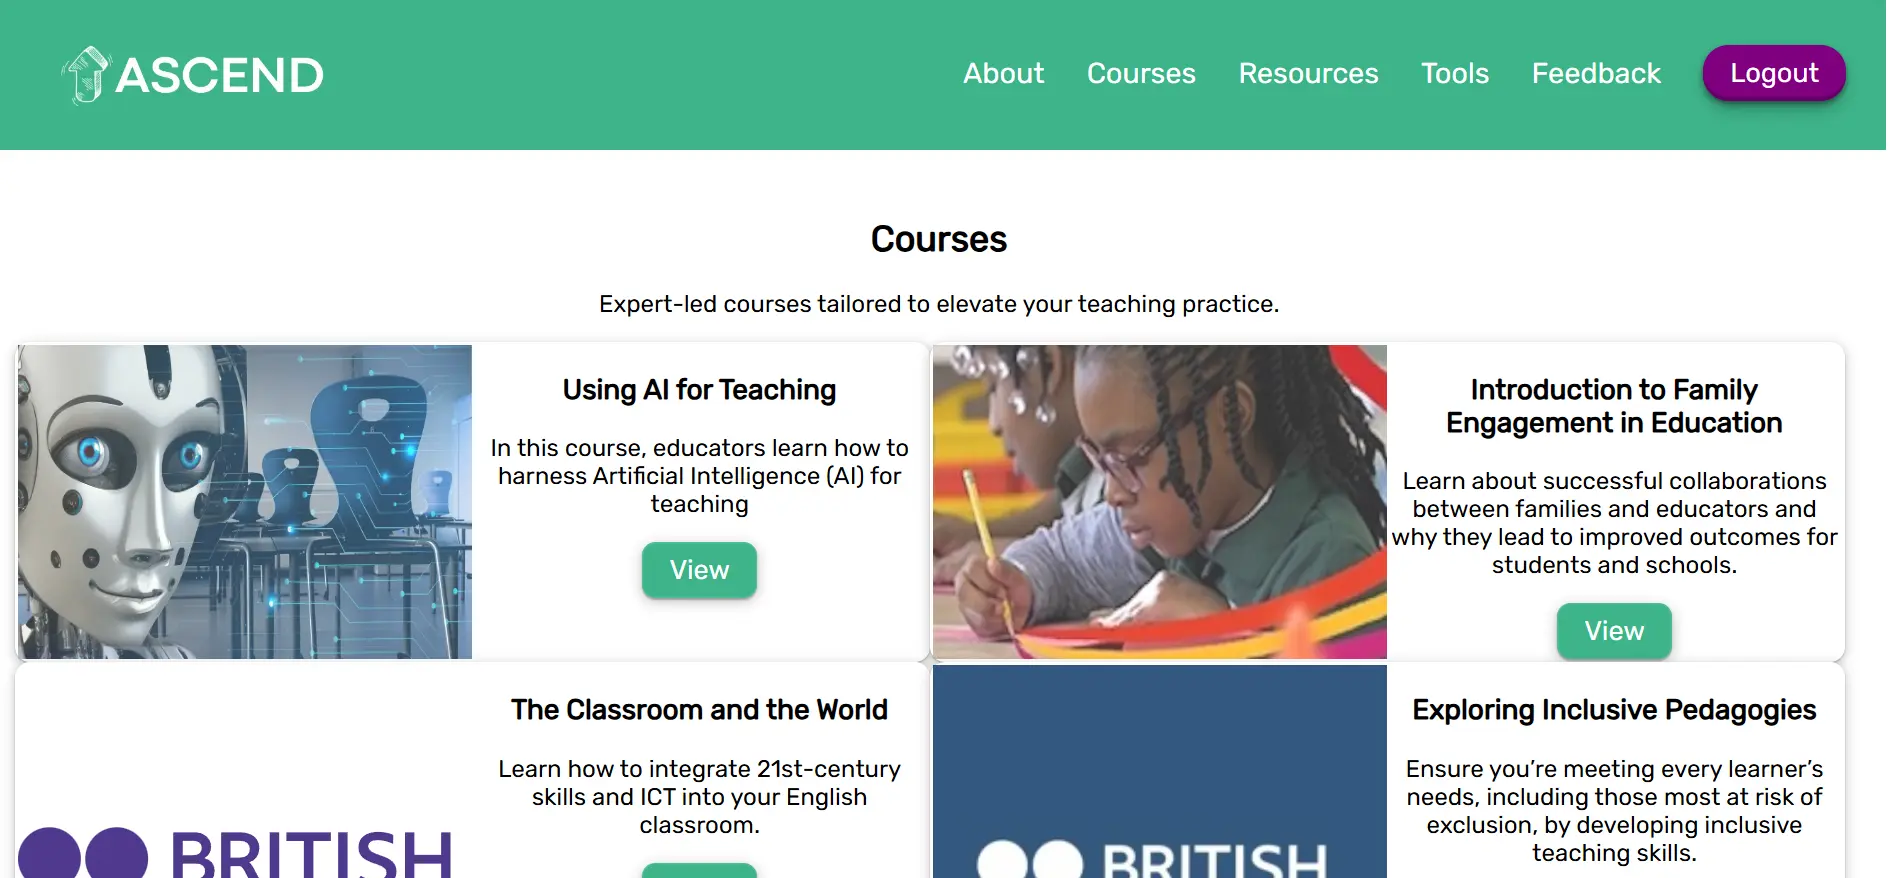 ASCEND
About
Courses
Resources
Tools
Feedback
Logout
Courses
Expert-led courses tailored to elevate your teaching practice.
Using AI for Teaching
In this course, educators learn how to
harness Artificial Intelligence (AI) for
teaching
View
Introduction to Family
Engagement in Education
Learn about successful collaborations
between families and educators and
why they lead to improved outcomes for
students and schools.
View
BRITISH
The Classroom and the World
Learn how to integrate 21st-century
skills and ICT into your English
classroom.
BRITISH
Exploring Inclusive Pedagogies
Ensure you’re meeting every learner’s
needs, including those most at risk of
exclusion, by developing inclusive
teaching skills.